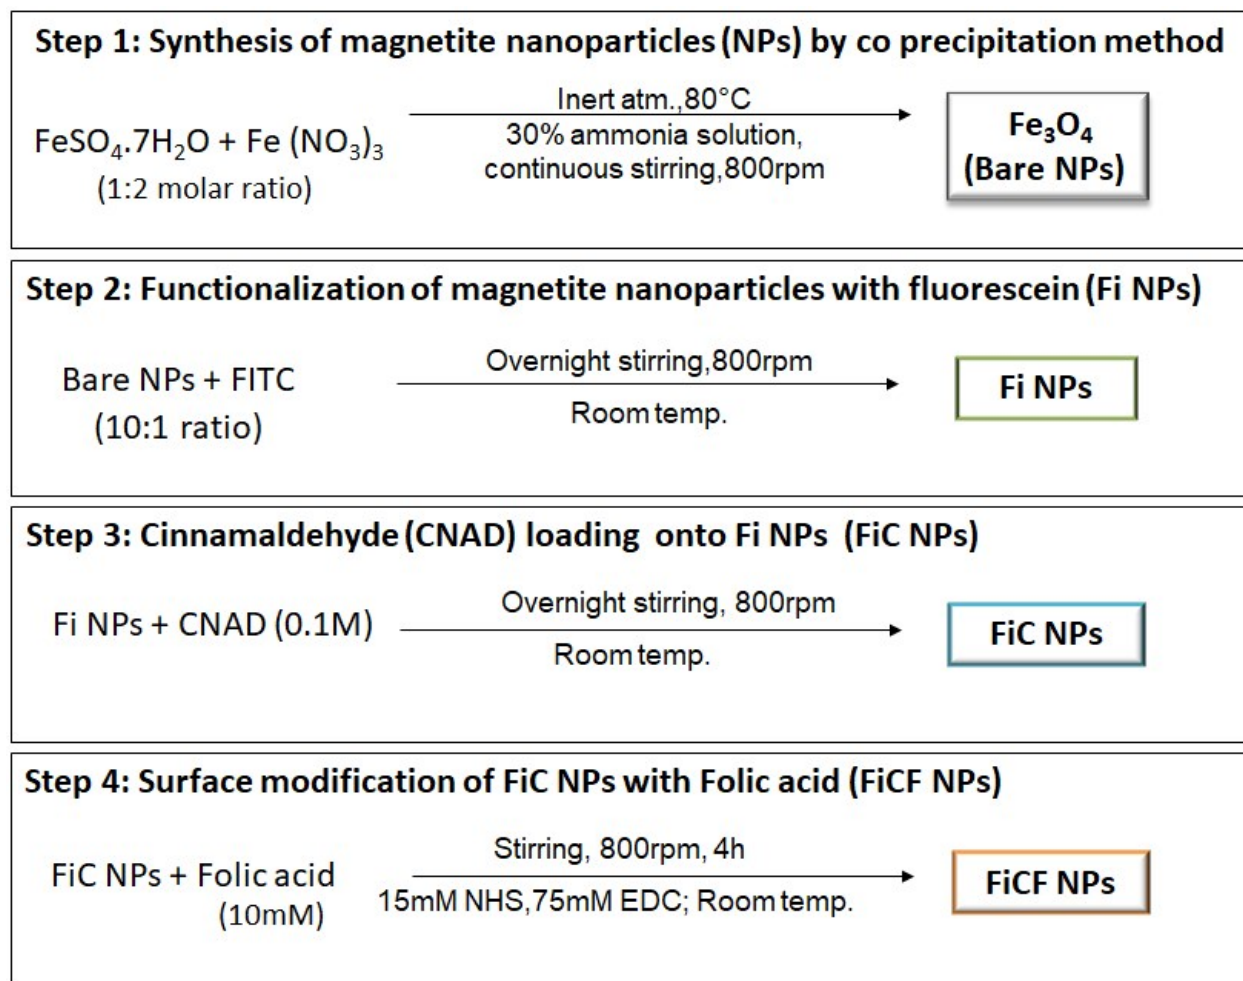 Step 1: Synthesis of magnetite nanoparticles (NPs) by co precipitation method
FeSO₄.7H₂O + Fe (NO₃)₃
(1:2 molar ratio)
Inert atm.,80°C
30% ammonia solution,
continuous stirring,800rpm
Fe₃O₄
(Bare NPs)
Step 2: Functionalization of magnetite nanoparticles with fluorescein (Fi NPs)
Bare NPs + FITC
(10:1 ratio)
Overnight stirring,800rpm
Room temp.
Fi NPs
Step 3: Cinnamaldehyde (CNAD) loading onto Fi NPs (FiC NPs)
Fi NPs + CNAD (0.1M)
Overnight stirring, 800rpm
Room temp.
FiC NPs
Step 4: Surface modification of FiC NPs with Folic acid (FiCF NPs)
FiC NPs + Folic acid
(10mM)
Stirring, 800rpm, 4h
15mM NHS,75mM EDC; Room temp.
FiCF NPs